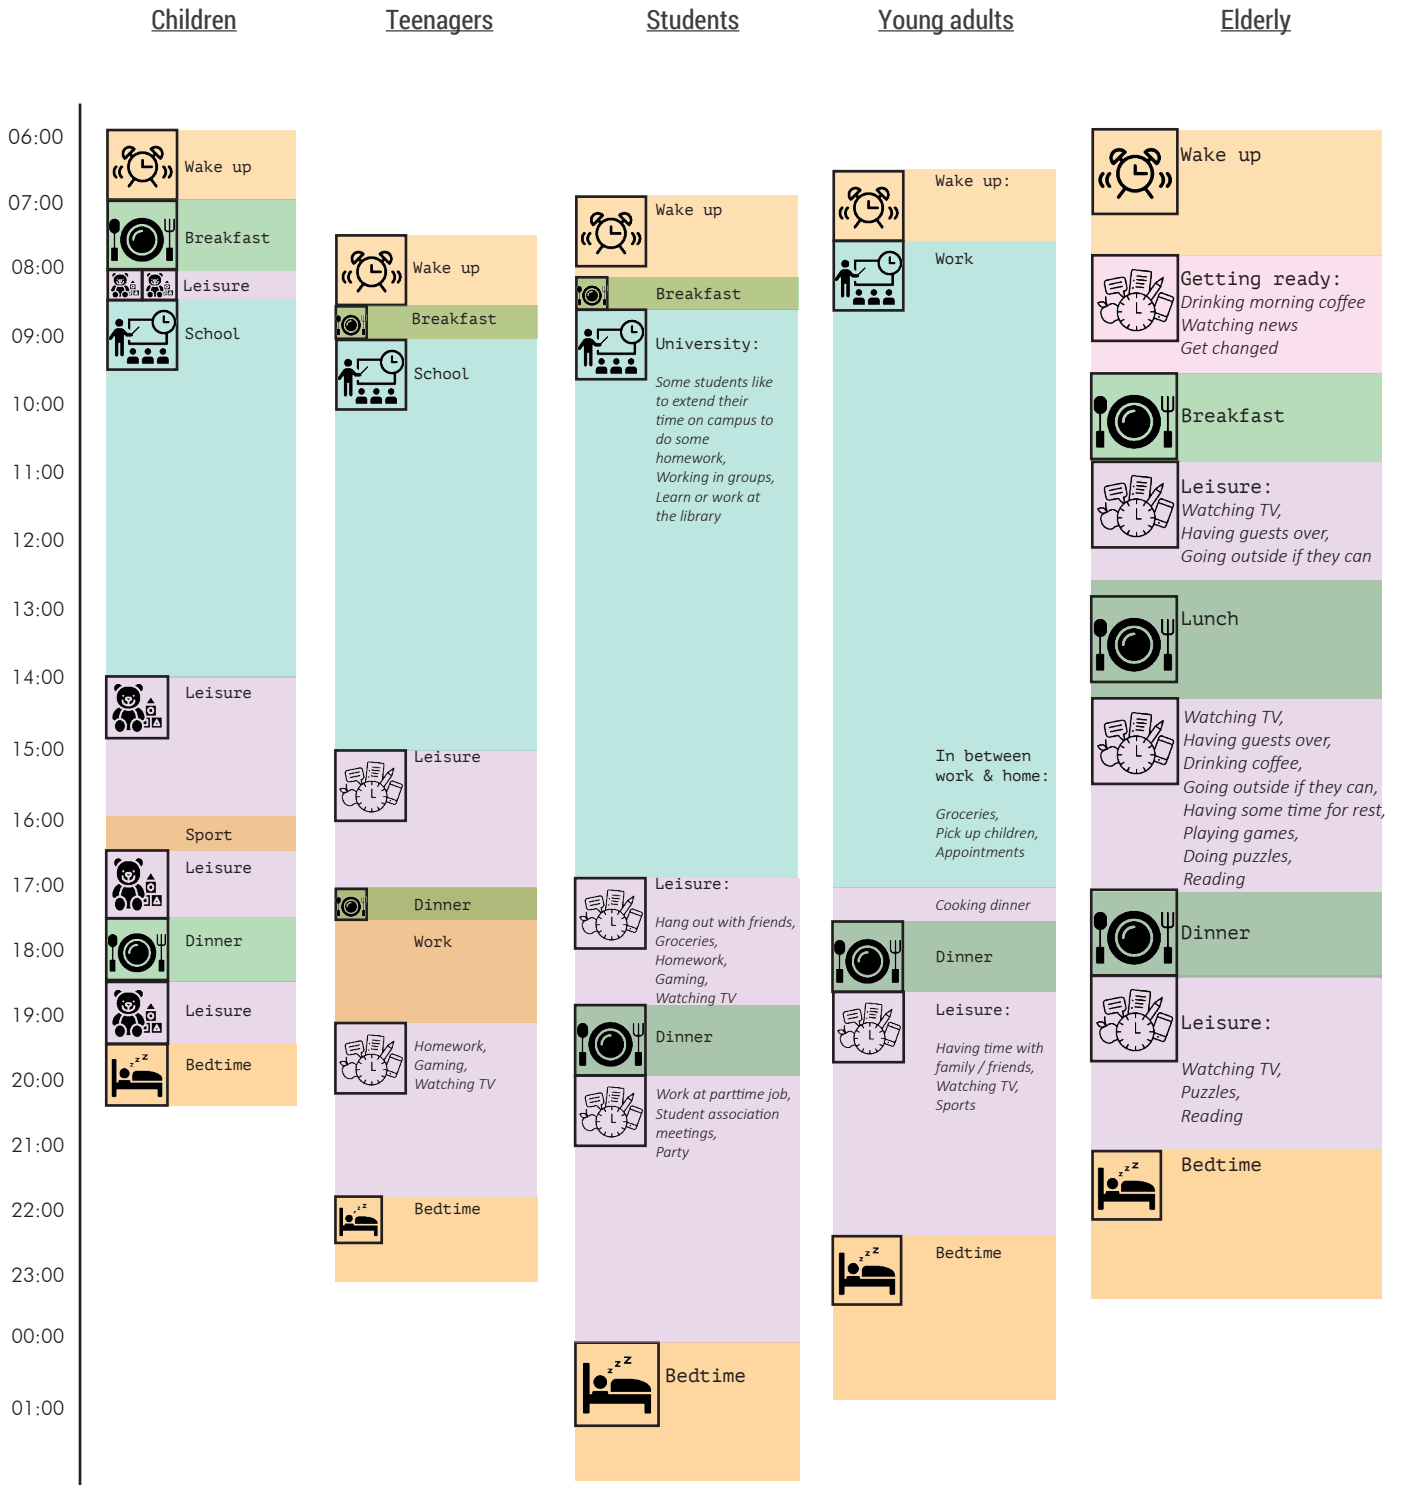 Children
Teenagers
Students
Young adults
Elderly
06:00
07:00
08:00
09:00
10:00
11:00
12:00
13:00
14:00
15:00
16:00
17:00
18:00
19:00
20:00
21:00
22:00
23:00
00:00
01:00
Wake up
Breakfast
Leisure
School
Leisure
Sport
Leisure
Dinner
Leisure
Bedtime
Wake up
Breakfast
School
Leisure
Dinner
Work
Homework,
Gaming,
Watching TV
Bedtime
Wake up
Breakfast
University:
Some students like
to extend their
time on campus to
do some
homework,
Working in groups,
Learn or work at
the library
Leisure:
Hang out with friends,
Groceries,
Homework,
Gaming,
Watching TV
Dinner
Work at parttime job,
Student association
meetings,
Party
Bedtime
Wake up:
Work
In between
work & home:
Groceries,
Pick up children,
Appointments
Cooking dinner
Dinner
Leisure:
Having time with
family / friends,
Watching TV,
Sports
Bedtime
Wake up
Getting ready:
Drinking morning coffee
Watching news
Get changed
Breakfast
Leisure:
Watching TV,
Having guests over,
Going outside if they can
Lunch
Watching TV,
Having guests over,
Drinking coffee,
Going outside if they can,
Having some time for rest,
Playing games,
Doing puzzles,
Reading
Dinner
Leisure:
Watching TV,
Puzzles,
Reading
Bedtime